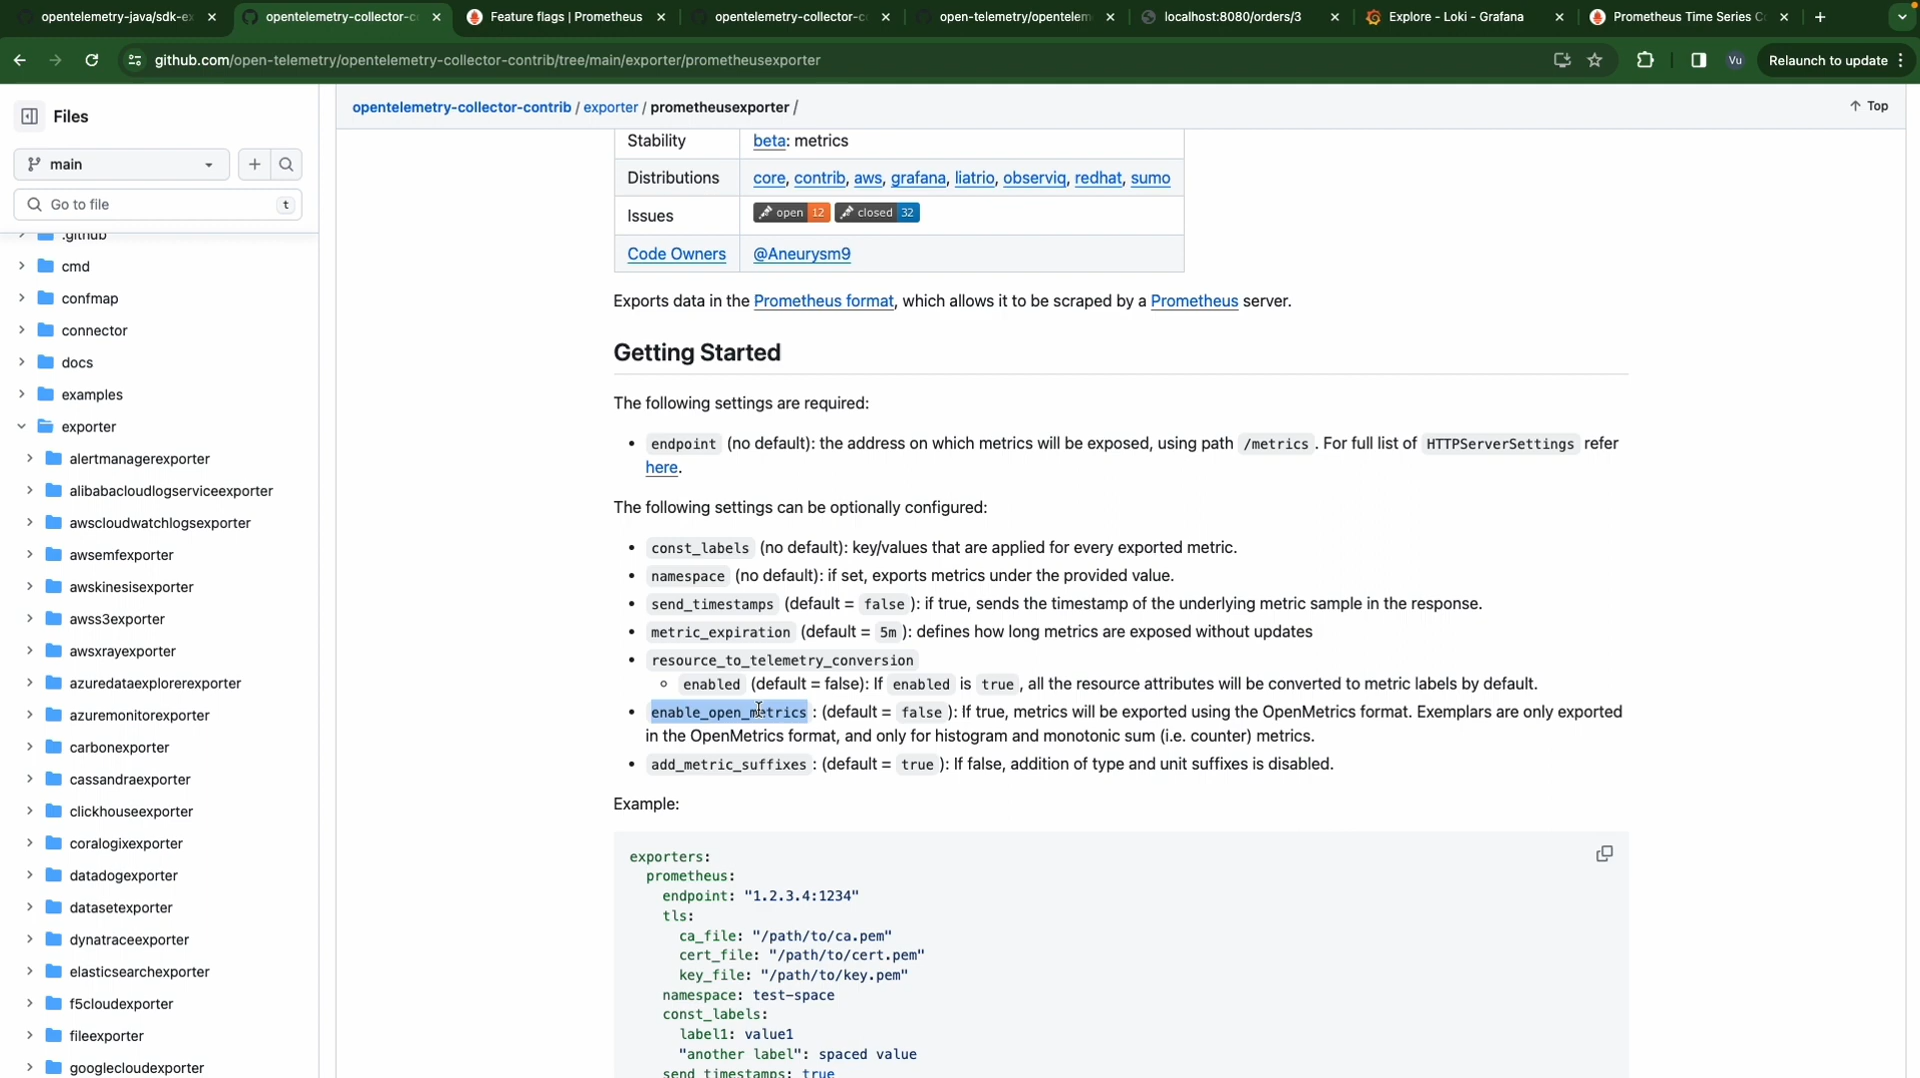 opentelemetry-java/sdk-ex
opentelemetry-collector-c
Feature flags | Prometheus
opentelemetry-collector-c
open-telemetry/opentelem
localhost:8080/orders/3
Explore - Loki - Grafana
Prometheus Time Series C
github.com/open-telemetry/opentelemetry-collector-contrib/tree/main/exporter/prometheusexporter
Vu
Relaunch to update
Files
main
Go to file
t
.github
cmd
confmap
connector
docs
examples
exporter
alertmanagerexporter
alibabacloudlogserviceexporter
awscloudwatchlogsexporter
awsemfexporter
awskinesisexporter
awss3exporter
awsxrayexporter
azuredataexplorerexporter
azuremonitorexporter
carbonexporter
cassandraexporter
clickhouseexporter
coralogixexporter
datadogexporter
datasetexporter
dynatraceexporter
elasticsearchexporter
f5cloudexporter
fileexporter
googlecloudexporter
opentelemetry-collector-contrib / exporter / prometheusexporter /
Top
Stability beta: metrics
Distributions core, contrib, aws, grafana, liatrio, observiq, redhat, sumo
Issues open 12 closed 32
Code Owners @Aneurysm9
Exports data in the Prometheus format, which allows it to be scraped by a Prometheus server.
Getting Started
The following settings are required:
• endpoint (no default): the address on which metrics will be exposed, using path /metrics . For full list of HTTPServerSettings refer
here.
The following settings can be optionally configured:
• const_labels (no default): key/values that are applied for every exported metric.
• namespace (no default): if set, exports metrics under the provided value.
• send_timestamps (default = false ): if true, sends the timestamp of the underlying metric sample in the response.
• metric_expiration (default = 5m ): defines how long metrics are exposed without updates
• resource_to_telemetry_conversion
◦ enabled (default = false): If enabled is true , all the resource attributes will be converted to metric labels by default.
• enable_open_metrics : (default = false ): If true, metrics will be exported using the OpenMetrics format. Exemplars are only exported
in the OpenMetrics format, and only for histogram and monotonic sum (i.e. counter) metrics.
• add_metric_suffixes : (default = true ): If false, addition of type and unit suffixes is disabled.
Example:
exporters:
prometheus:
endpoint: "1.2.3.4:1234"
tls:
ca_file: "/path/to/ca.pem"
cert_file: "/path/to/cert.pem"
key_file: "/path/to/key.pem"
namespace: test-space
const_labels:
label1: value1
"another label": spaced value
send_timestamps: true